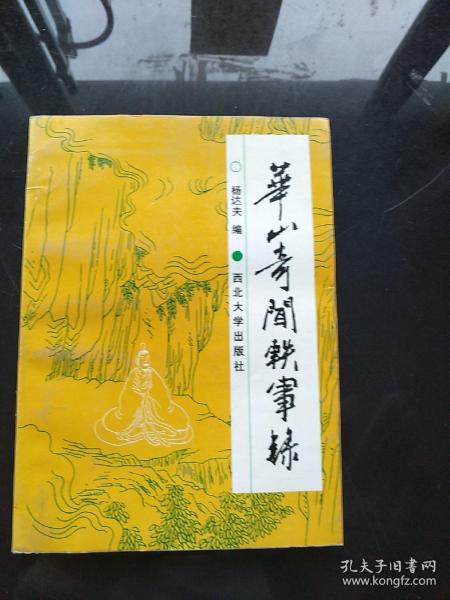 華山奇聞軼事録
杨达夫 编
西北大学出版社
孔夫子旧书网
www.kongfz.com